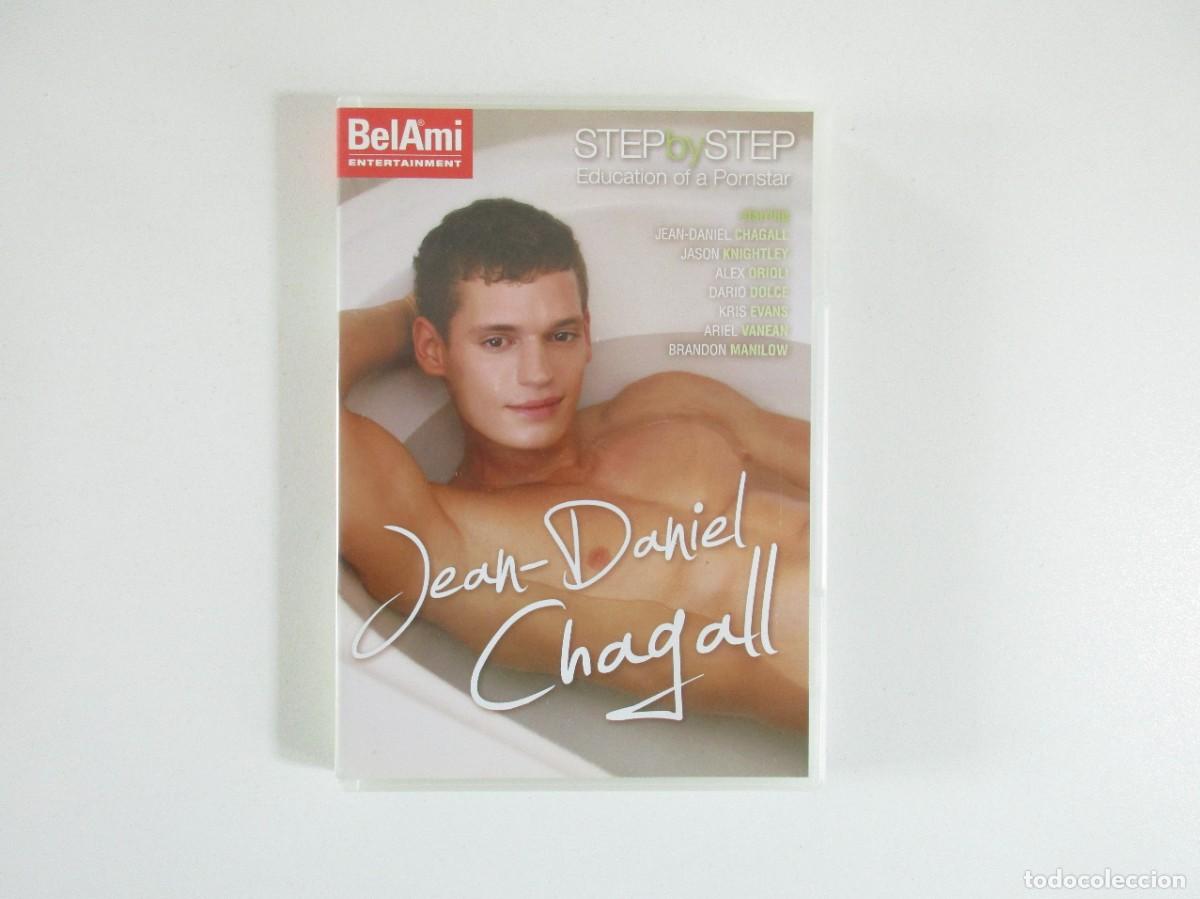 BelAmi®
ENTERTAINMENT
STEPbySTEP
Education of a Pornstar
starring
JEAN-DANIEL CHAGALL
JASON KNIGHTLEY
ALEX ORIOLI
DARIO DOLCE
KRIS EVANS
ARIEL VANEAN
BRANDON MANILOW
Jean-Daniel
Chagall
todocoleccion